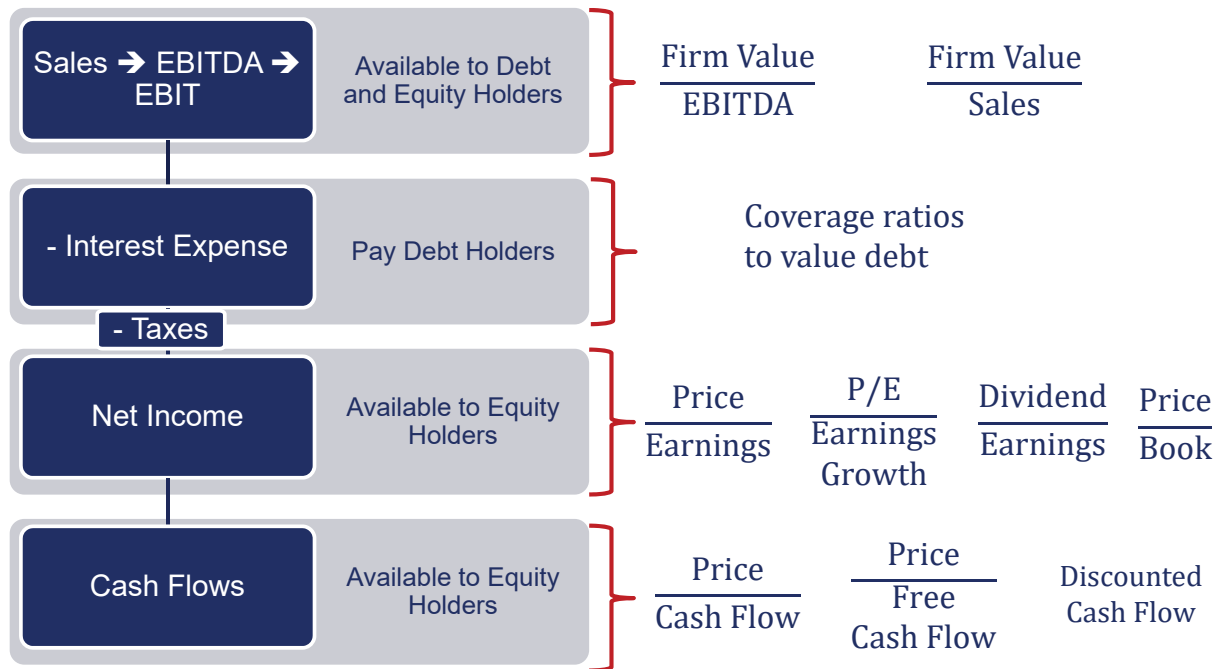 Sales ➔ EBITDA ➔
EBIT
Available to Debt
and Equity Holders
Firm Value
EBITDA
Firm Value
Sales
- Interest Expense
Pay Debt Holders
Coverage ratios
to value debt
- Taxes
Net Income
Available to Equity
Holders
Price
Earnings
P/E
Earnings
Growth
Dividend
Earnings
Price
Book
Cash Flows
Available to Equity
Holders
Price
Cash Flow
Price
Free
Cash Flow
Discounted
Cash Flow